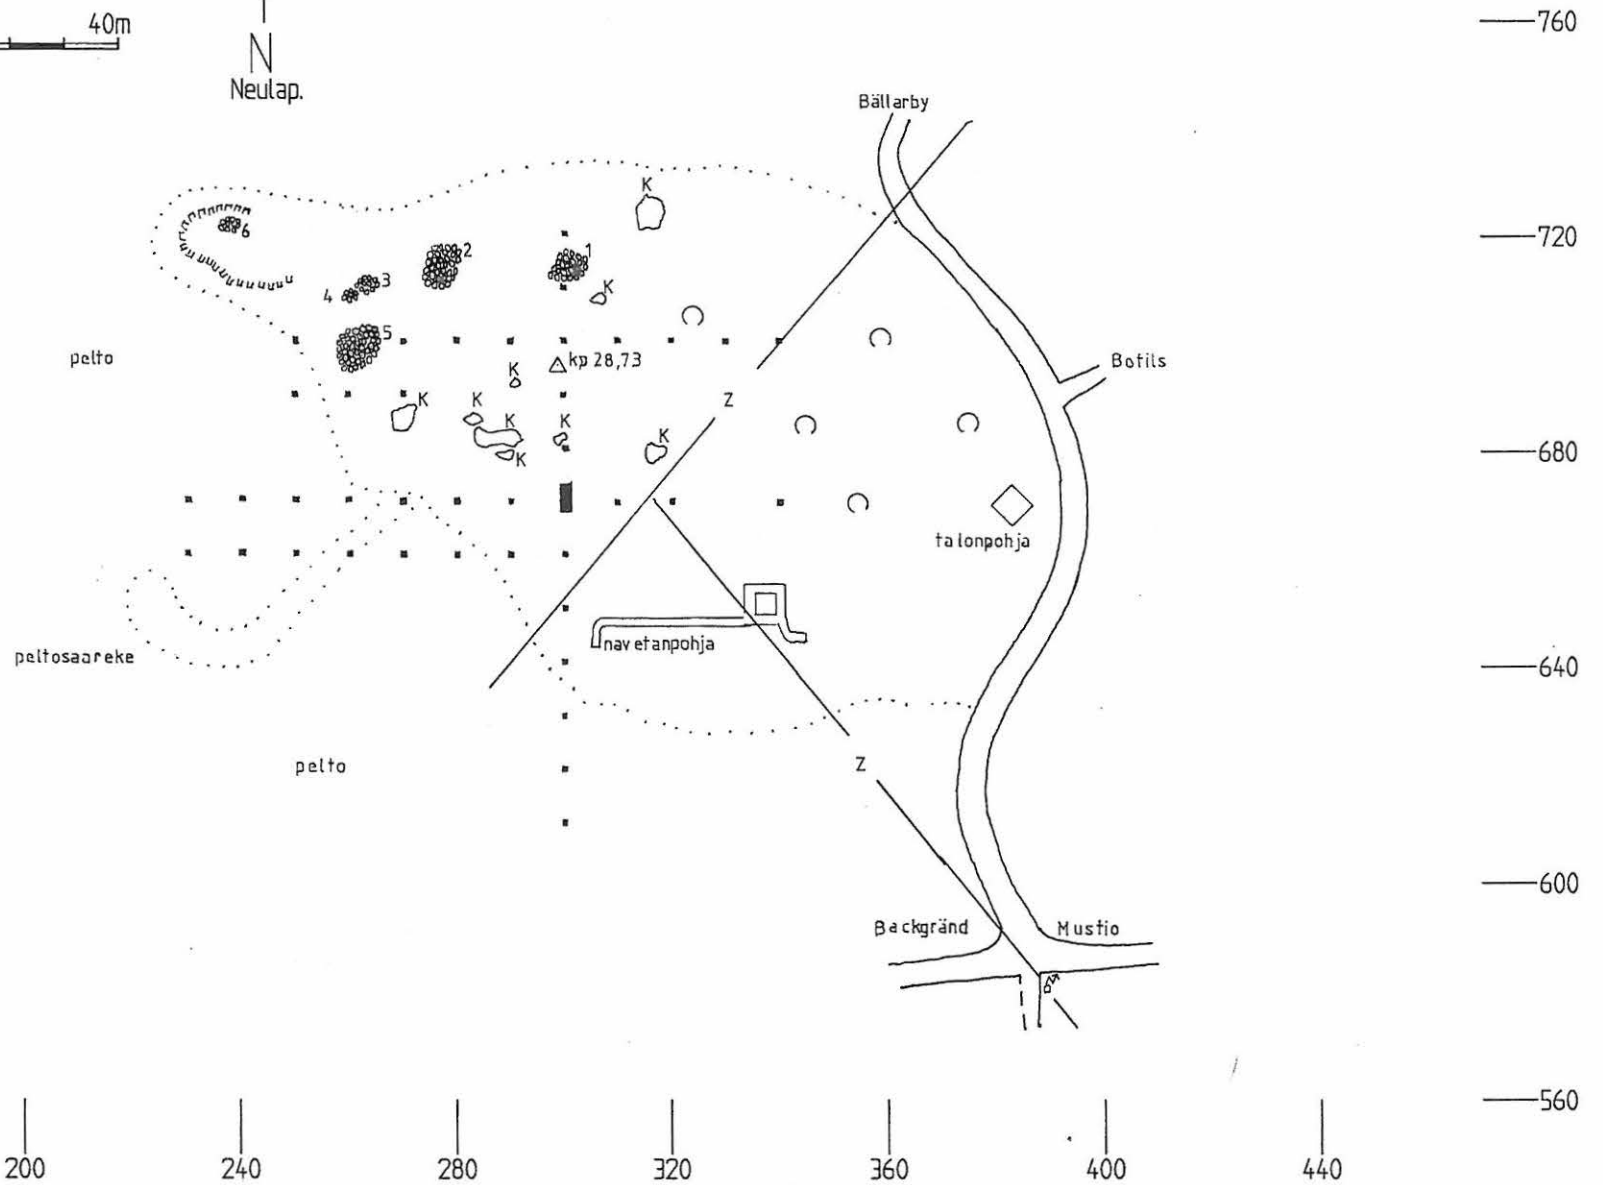 40m
N
Neulap.
760
Bällarby
K
6
2
1
720
3
4
K
5
pelto
kp 28,73
Botils
K
Z
K
K
K
K
K
K
680
talonpohja
navetanpohja
peltosaareke
640
pelto
Z
600
Backgränd
Mustio
560
200
240
280
320
360
400
440